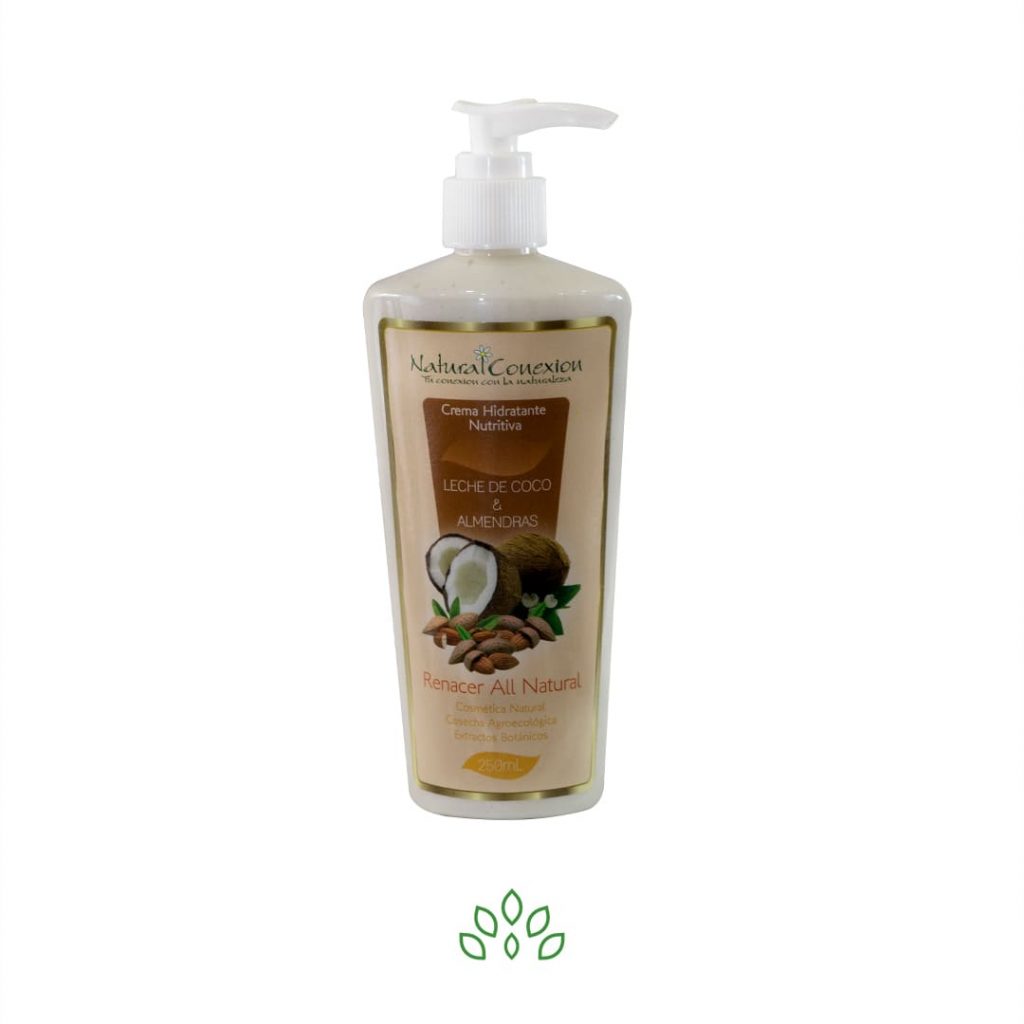 Natural Conexion
Tu conexion con la naturaleza
Crema Hidratante
Nutritiva
LECHE DE COCO
&
ALMENDRAS
Renacer All Natural
Cosmética Natural
Cosecha Agroecológica
Extractos Botánicos
250mL